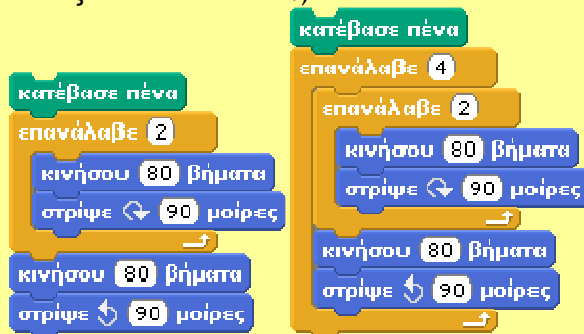 κατέβασε πένα
επανάλαβε 2
κινήσου 80 βήματα
στρίψε 90 μοίρες
κινήσου 80 βήματα
στρίψε 90 μοίρες
κατέβασε πένα
επανάλαβε 4
επανάλαβε 2
κινήσου 80 βήματα
στρίψε 90 μοίρες
κινήσου 80 βήματα
στρίψε 90 μοίρες